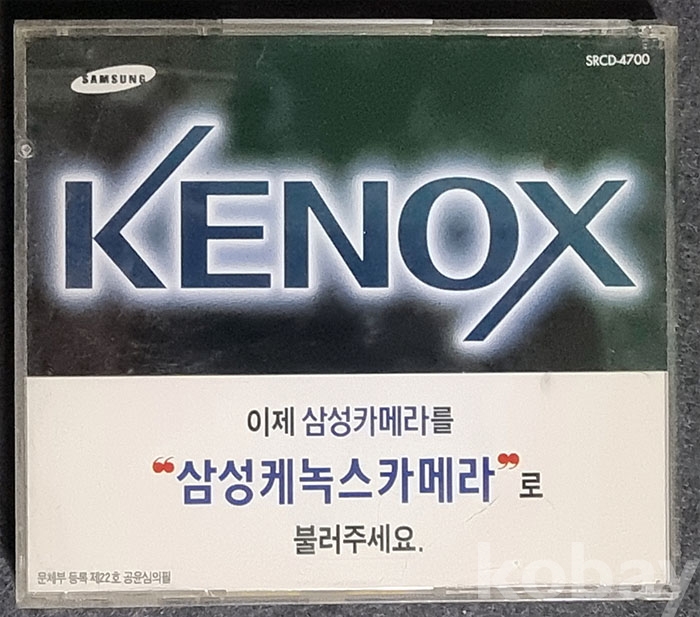 SAMSUNG
SRCD-4700
KENOX
이제 삼성카메라를
“삼성케녹스카메라”로
불러주세요.
문체부 등록 제22호 공윤심의필
kobay